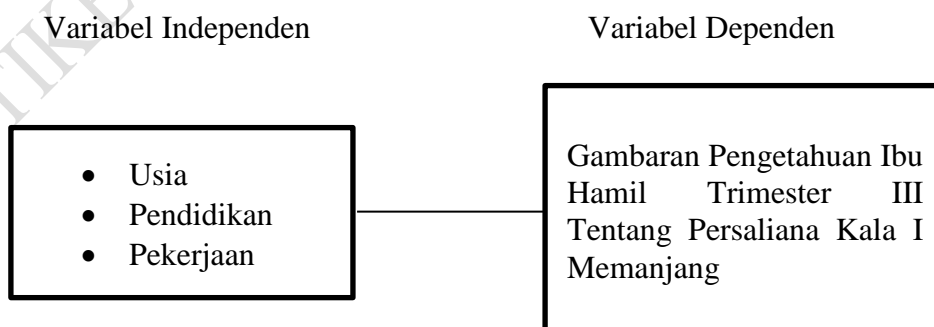 Variabel Independen
Variabel Dependen
• Usia
• Pendidikan
• Pekerjaan
Gambaran Pengetahuan Ibu
Hamil Trimester III
Tentang Persaliana Kala I
Memanjang